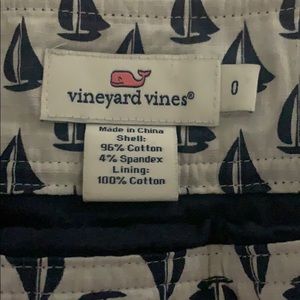 vineyard vines®
0
Made in China
Shell:
96% Cotton
4% Spandex
Lining:
100% Cotton